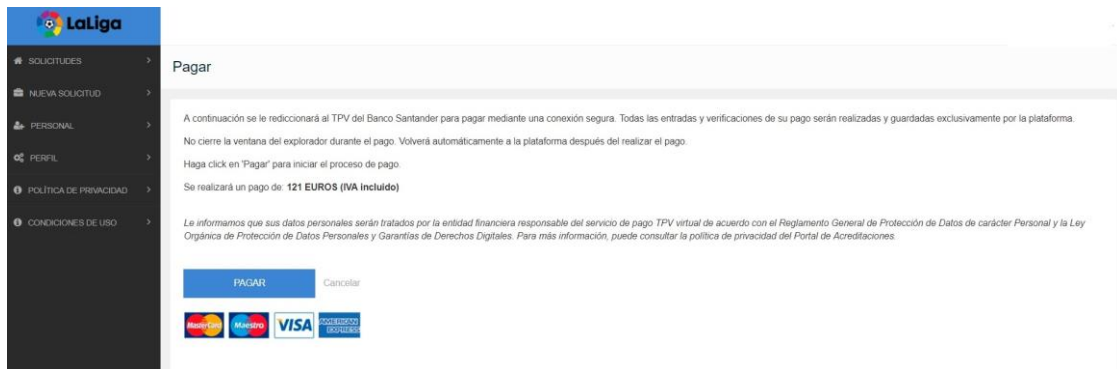 LaLiga
SOLICITUDES
NUEVA SOLICITUD
PERSONAL
PERFIL
POLÍTICA DE PRIVACIDAD
CONDICIONES DE USO
Pagar
A continuación se le rediccionará al TPV del Banco Santander para pagar mediante una conexión segura. Todas las entradas y verificaciones de su pago serán realizadas y guardadas exclusivamente por la plataforma.
No cierre la ventana del explorador durante el pago. Volverá automáticamente a la plataforma después del realizar el pago.
Haga click en 'Pagar' para iniciar el proceso de pago.
Se realizará un pago de: 121 EUROS (IVA incluido)
Le informamos que sus datos personales serán tratados por la entidad financiera responsable del servicio de pago TPV virtual de acuerdo con el Reglamento General de Protección de Datos de carácter Personal y la Ley
Orgánica de Protección de Datos Personales y Garantías de Derechos Digitales. Para más información, puede consultar la política de privacidad del Portal de Acreditaciones.
PAGAR Cancelar
MasterCard Maestro VISA AMERICAN EXPRESS